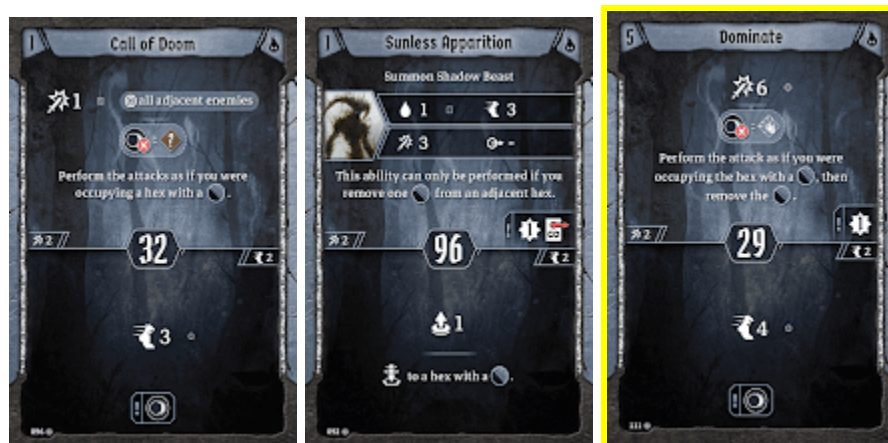 1
Call of Doom
1
all adjacent enemies
Perform the attacks as if you were
occupying a hex with a
.
2
32
2
3
1
Sunless Apparition
Summon Shadow Beast
1
3
3
-
This ability can only be performed if you
remove one
from an adjacent hex.
2
96
2
1
to a hex with a
.
5
Dominate
6
Perform the attack as if you were
occupying the hex with a
, then
remove the
.
2
29
2
4